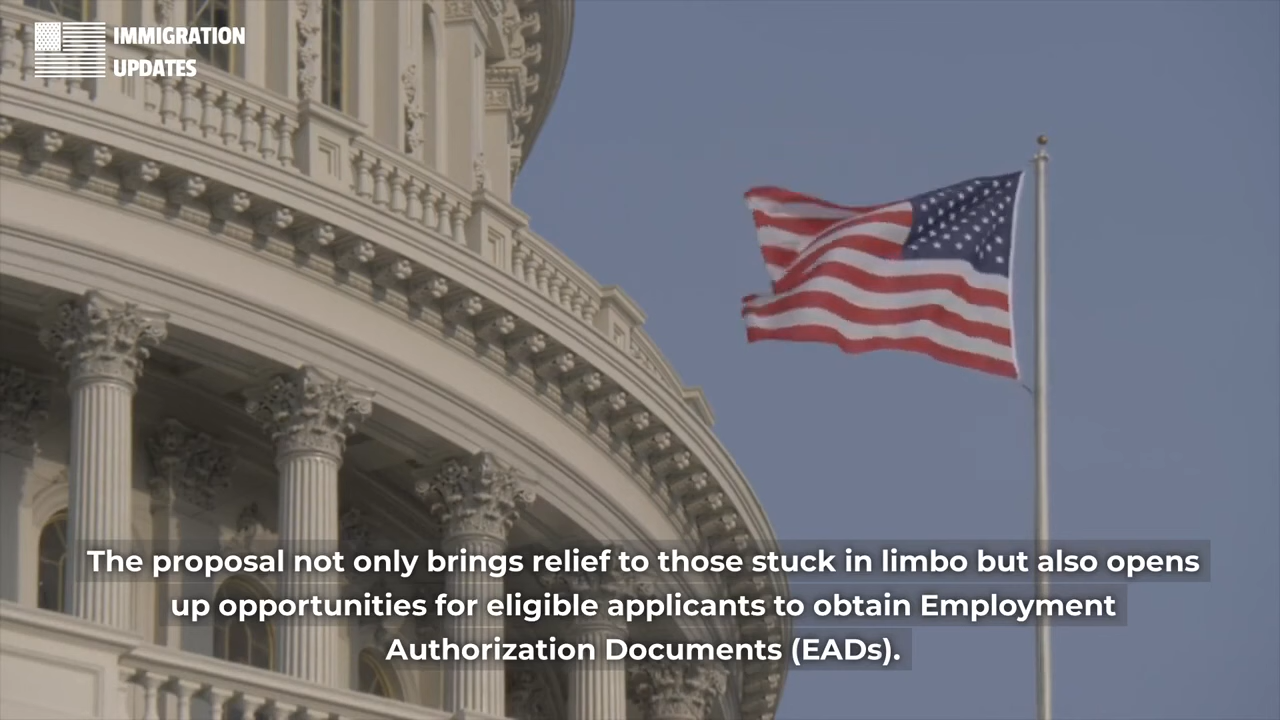 IMMIGRATION
UPDATES
The proposal not only brings relief to those stuck in limbo but also opens
up opportunities for eligible applicants to obtain Employment
Authorization Documents (EADs).